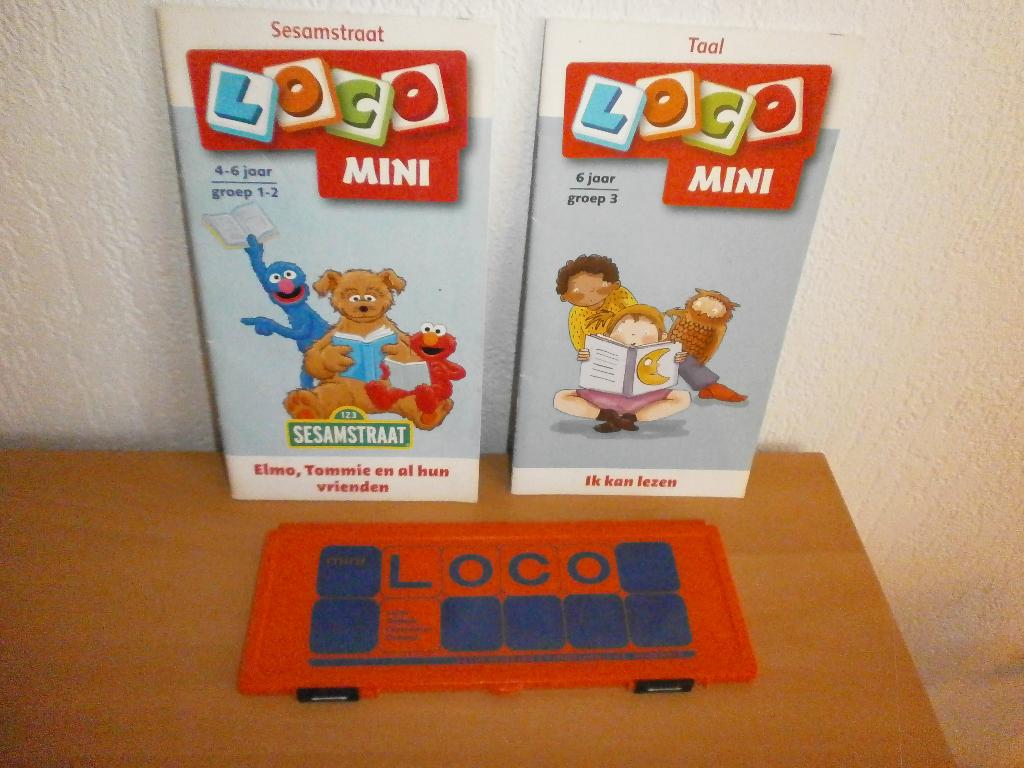 Sesamstraat
LOCO
MINI
4-6 jaar
groep 1-2
123
SESAMSTRAAT
Elmo, Tommie en al hun
vrienden
Taal
LOCO
MINI
6 jaar
groep 3
Ik kan lezen
mini LOCO